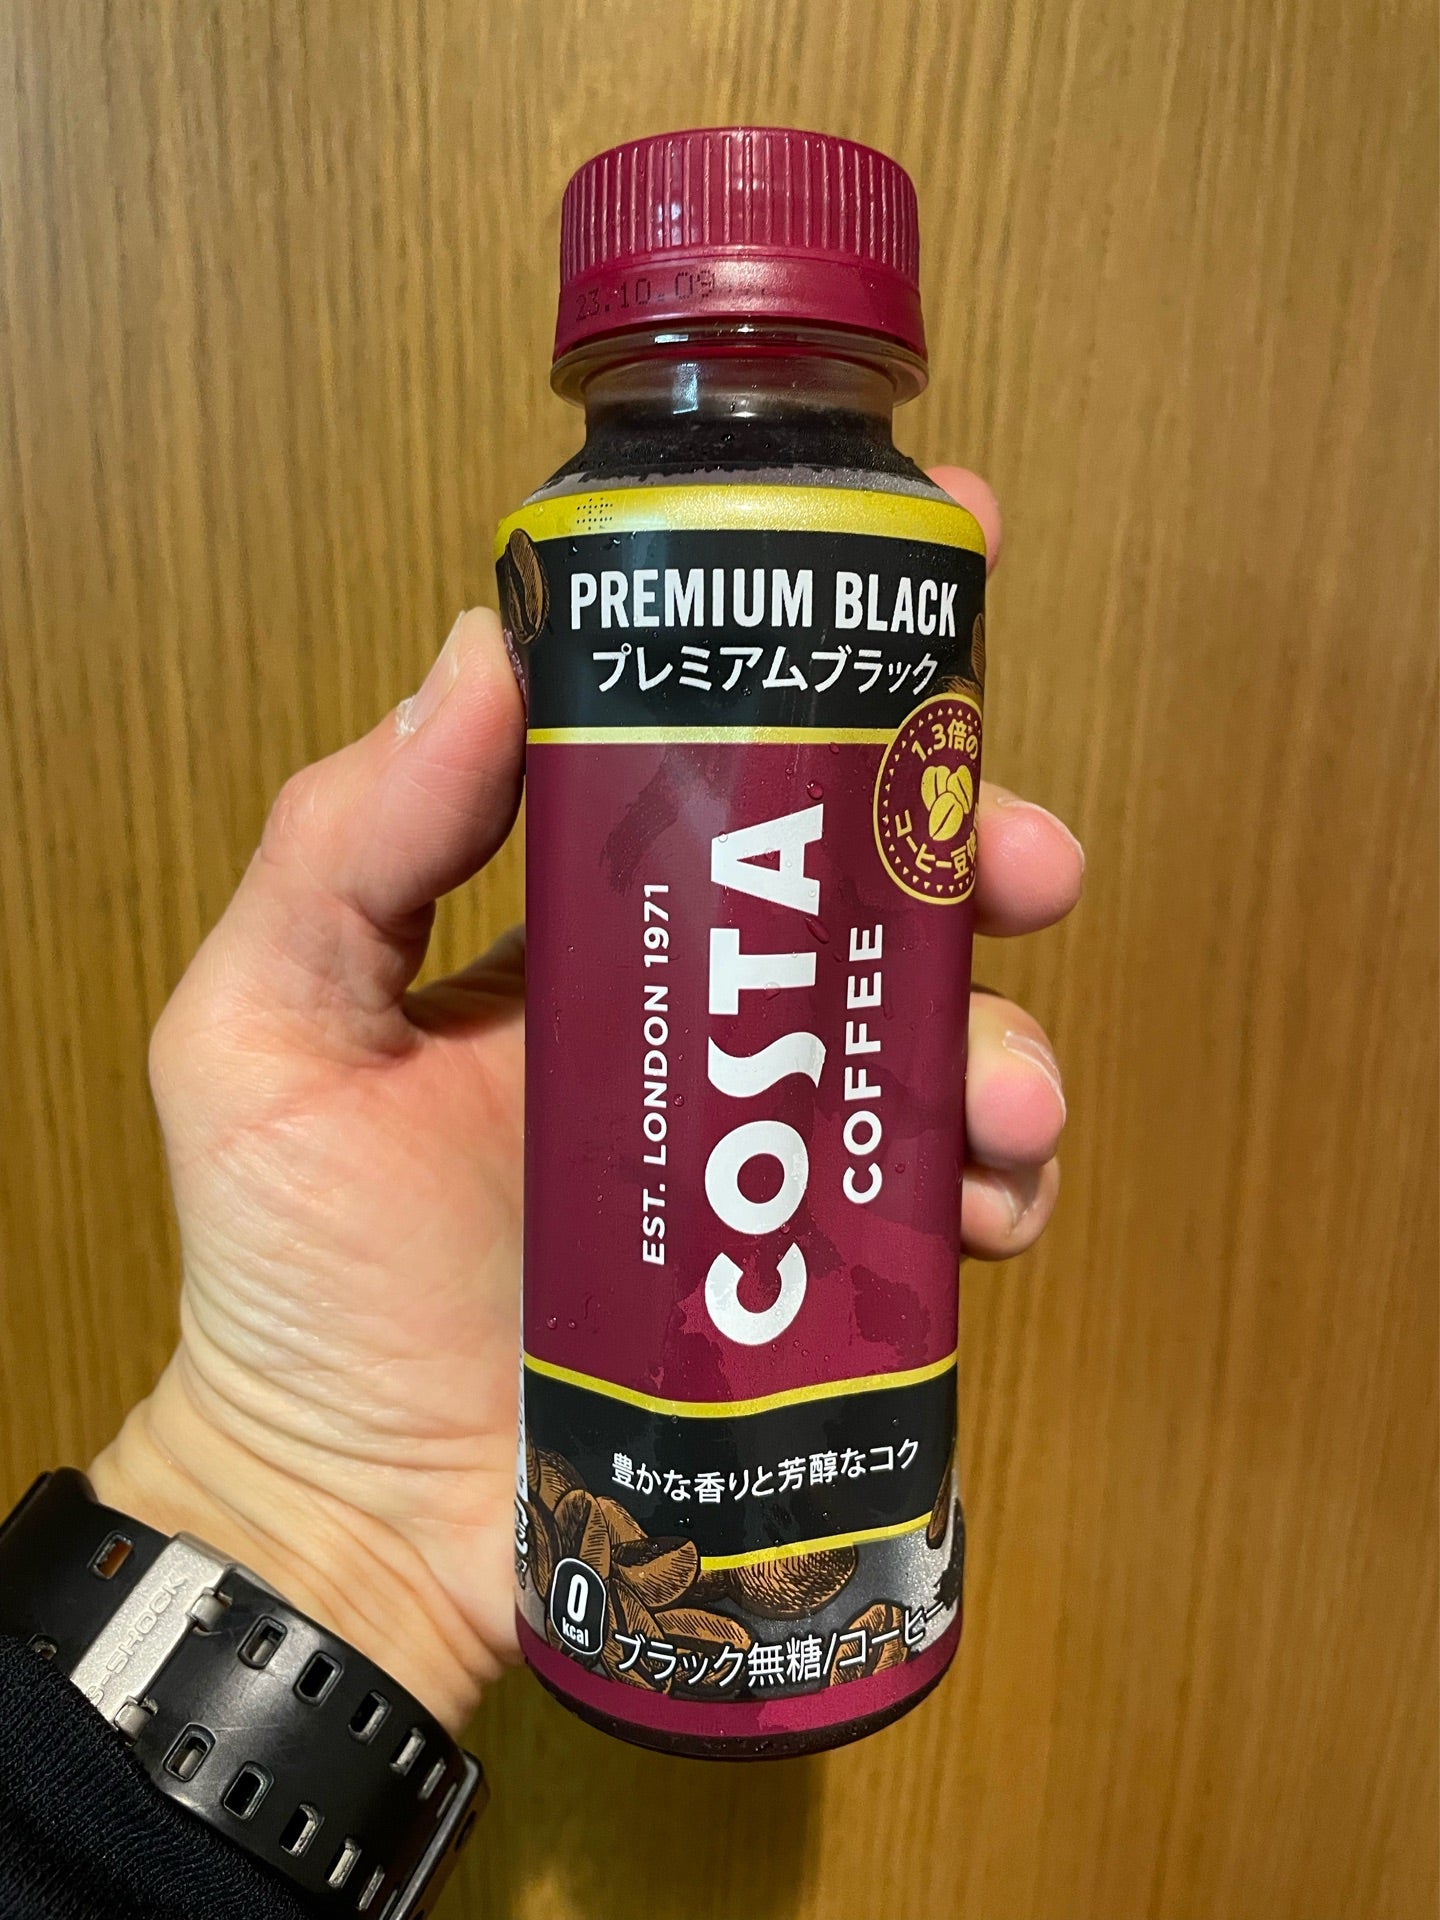 23.10.09
PREMIUM BLACK
プレミアムブラック
1.3倍の
コーヒー豆
EST. LONDON 1971
COSTA
COFFEE
豊かな香りと芳醇なコク
0
kcal
ブラック無糖/コーヒー
G-SHOCK